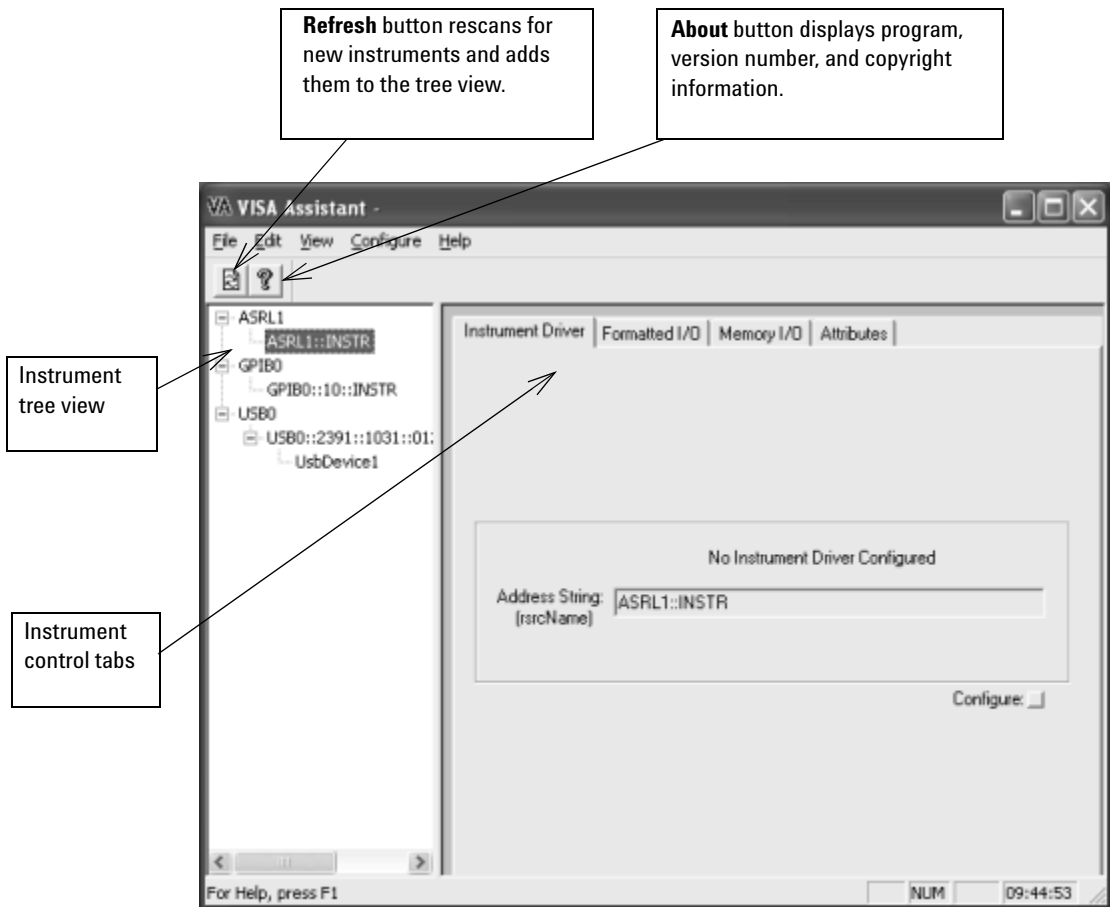 Refresh button rescans for
new instruments and adds
them to the tree view.
About button displays program,
version number, and copyright
information.
VA VISA Assistant -
File Edit View Configure Help
Instrument
tree view
ASRL1
ASRL1::INSTR
GPIB0
GPIB0::10::INSTR
USB0
USB0::2391::1031::01
UsbDevice1
Instrument Driver Formatted I/O Memory I/O Attributes
No Instrument Driver Configured
Address String: ASRL1::INSTR
(rsrcName)
Configure:
Instrument
control tabs
For Help, press F1 NUM 09:44:53